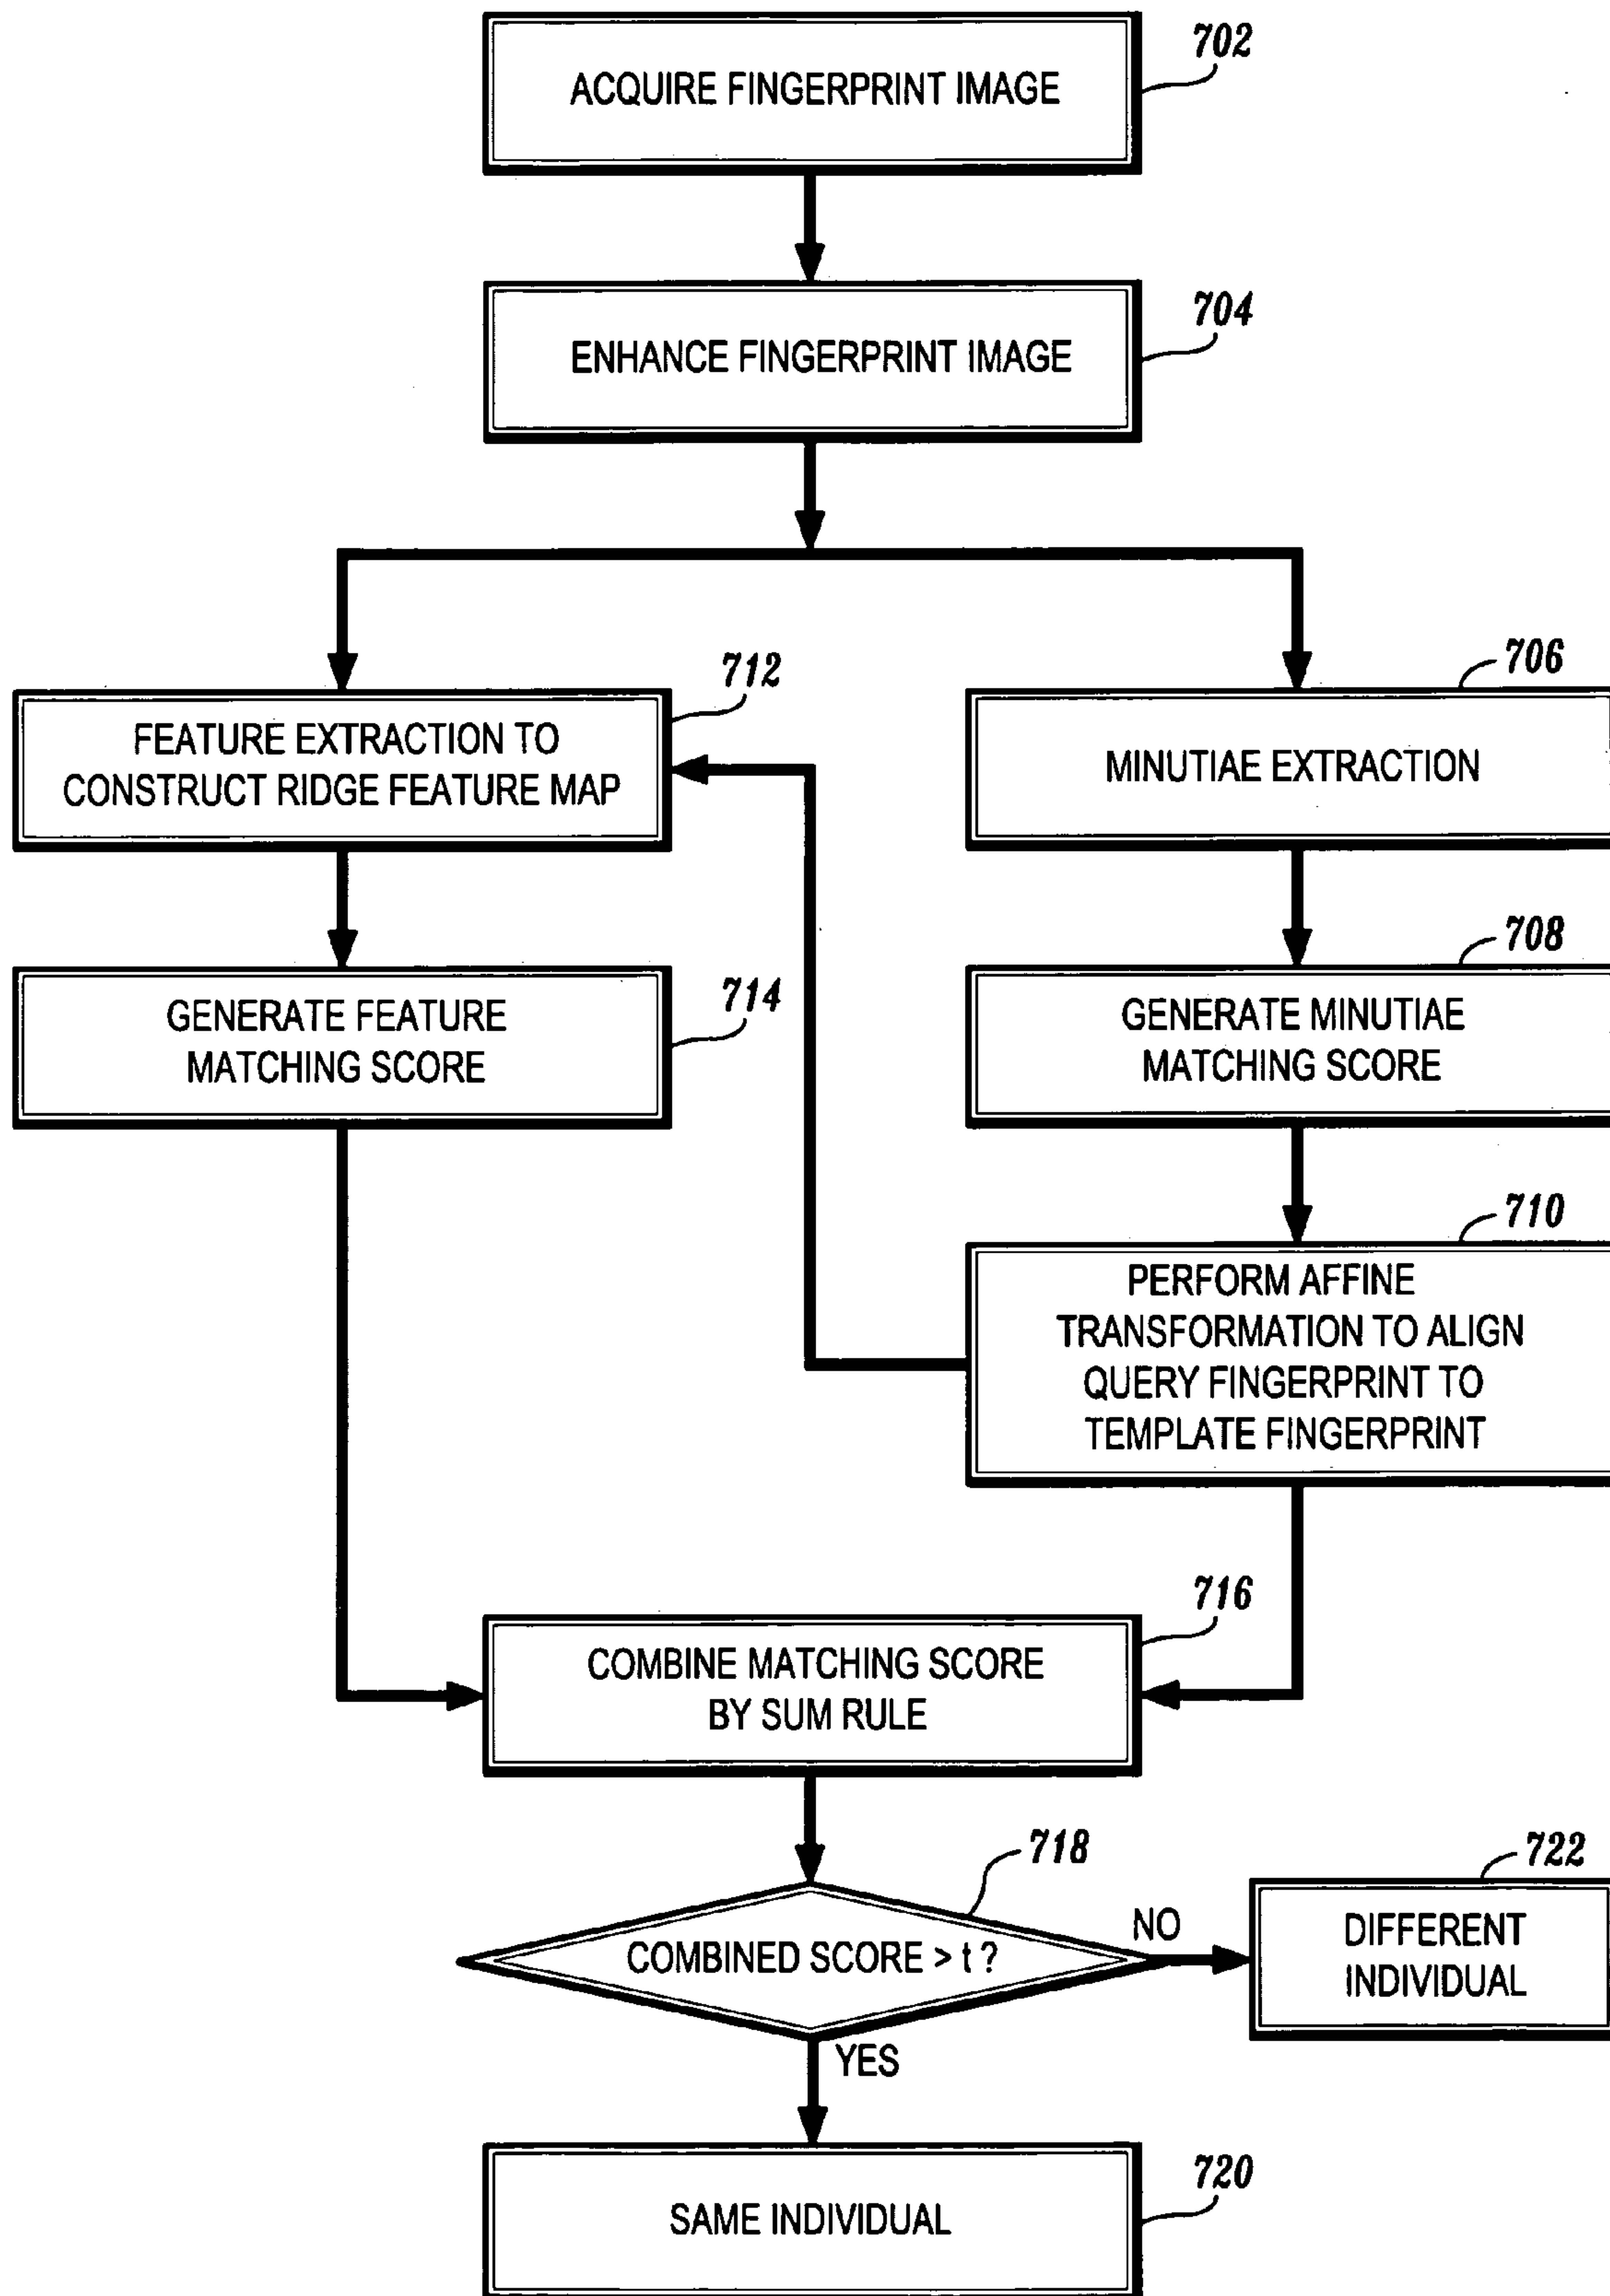 702
ACQUIRE FINGERPRINT IMAGE
704
ENHANCE FINGERPRINT IMAGE
712
FEATURE EXTRACTION TO
CONSTRUCT RIDGE FEATURE MAP
706
MINUTIAE EXTRACTION
714
GENERATE FEATURE
MATCHING SCORE
708
GENERATE MINUTIAE
MATCHING SCORE
710
PERFORM AFFINE
TRANSFORMATION TO ALIGN
QUERY FINGERPRINT TO
TEMPLATE FINGERPRINT
716
COMBINE MATCHING SCORE
BY SUM RULE
718
COMBINED SCORE > t ?
NO
722
DIFFERENT
INDIVIDUAL
YES
720
SAME INDIVIDUAL